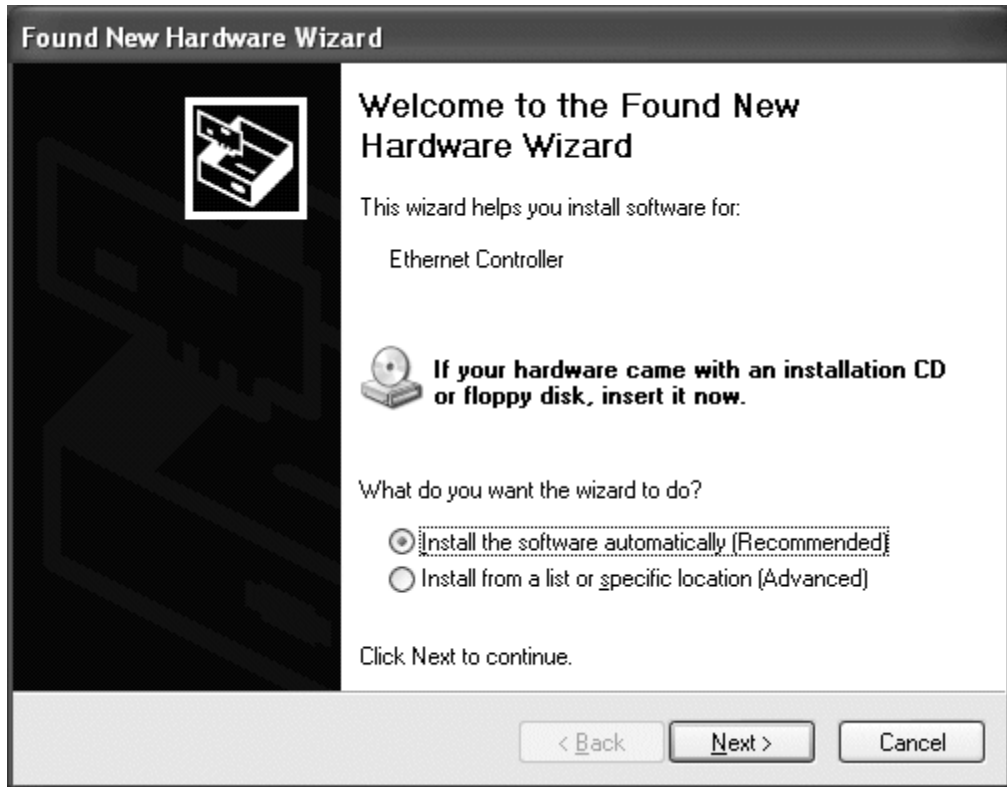 Found New Hardware Wizard
Welcome to the Found New
Hardware Wizard
This wizard helps you install software for:
Ethernet Controller
If your hardware came with an installation CD
or floppy disk, insert it now.
What do you want the wizard to do?
Install the software automatically (Recommended)
Install from a list or specific location (Advanced)
Click Next to continue.
< Back Next > Cancel